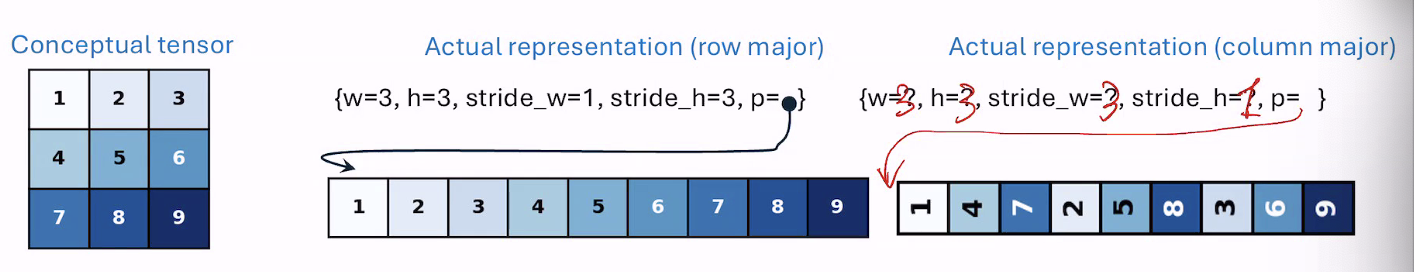 Conceptual tensor
1 2 3
4 5 6
7 8 9
Actual representation (row major)
{w=3, h=3, stride_w=1, stride_h=3, p= }
1 2 3 4 5 6 7 8 9
Actual representation (column major)
{w=3, h=3, stride_w=3, stride_h=1, p= }
1 4 7 2 5 8 3 6 9